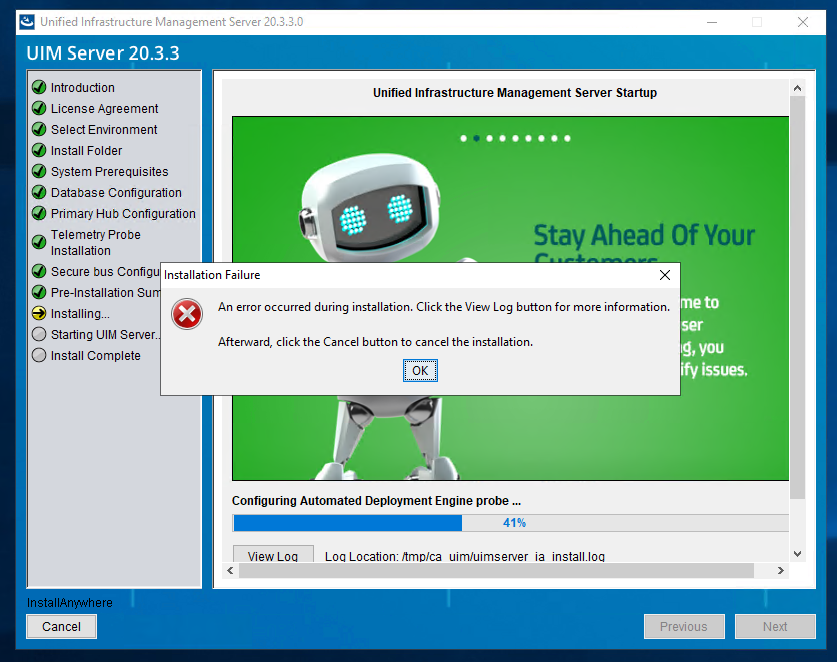 Unified Infrastructure Management Server 20.3.3.0
UIM Server 20.3.3
Introduction
License Agreement
Select Environment
Install Folder
System Prerequisites
Database Configuration
Primary Hub Configuration
Telemetry Probe
Installation
Secure bus Configu
Pre-Installation Sum
Installing...
Starting UIM Server..
Install Complete
Unified Infrastructure Management Server Startup
Stay Ahead Of Your
Customers
me to
ser
g, you
ify issues.
Installation Failure
An error occurred during installation. Click the View Log button for more information.
Afterward, click the Cancel button to cancel the installation.
OK
Configuring Automated Deployment Engine probe ...
41%
View Log Log Location: /tmp/ca_uim/uimserver_ia_install.log
InstallAnywhere
Cancel
Previous Next